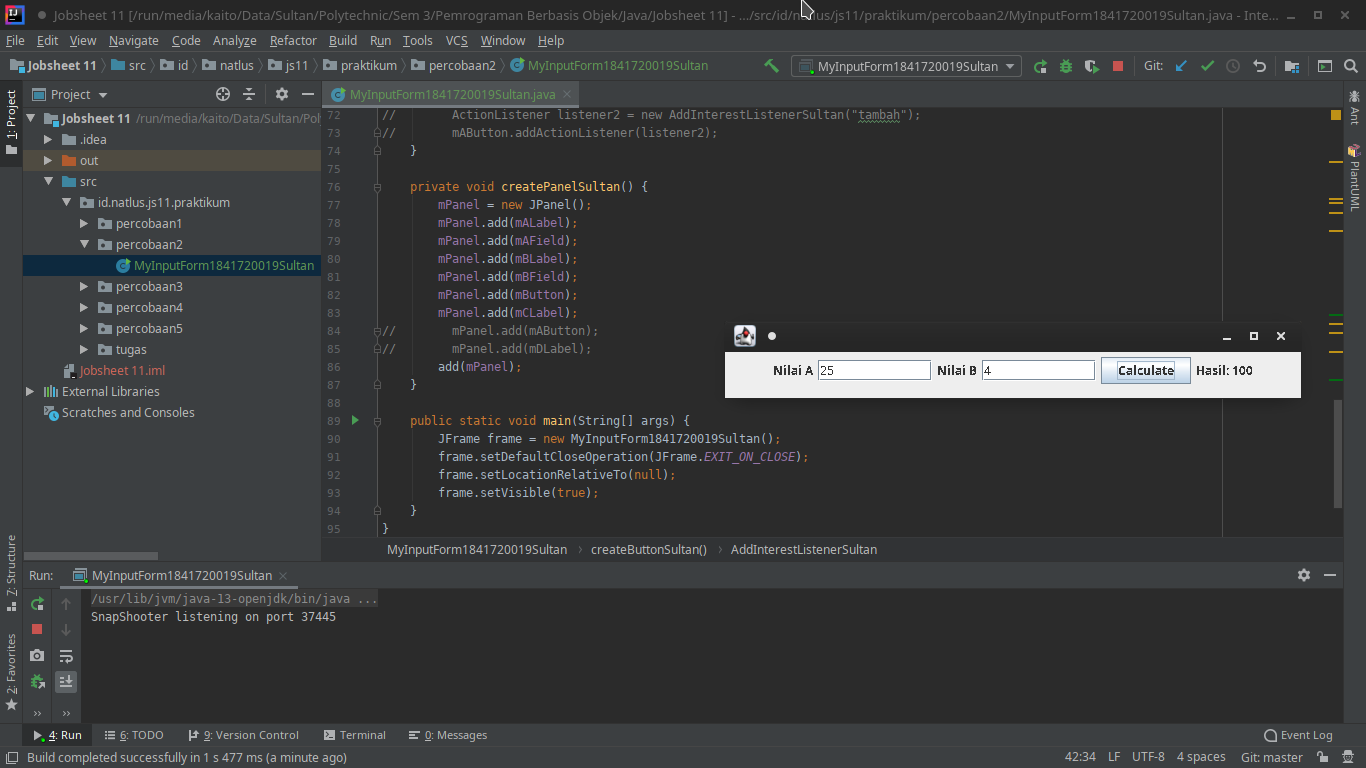 Jobsheet 11 [/run/media/kaito/Data/Sultan/Polytechnic/Sem 3/Pemrograman Berbasis Objek/Java/Jobsheet 11] - .../src/id/natlus/js11/praktikum/percobaan2/MyInputForm1841720019Sultan.java - Inte...
File Edit View Navigate Code Analyze Refactor Build Run Tools VCS Window Help
Jobsheet 11 src id natlus js11 praktikum percobaan2 MyInputForm1841720019Sultan MyInputForm1841720019Sultan Git:
1: Project
Project
Jobsheet 11 /run/media/kaito/Data/Sultan/Pol
.idea
out
src
id.natlus.js11.praktikum
percobaan1
percobaan2
MyInputForm1841720019Sultan
percobaan3
percobaan4
percobaan5
tugas
Jobsheet 11.iml
External Libraries
Scratches and Consoles
MyInputForm1841720019Sultan.java
72 // ActionListener listener2 = new AddInterestListenerSultan("tambah");
73 // mAButton.addActionListener(listener2);
74 }
75
76 private void createPanelSultan() {
77 mPanel = new JPanel();
78 mPanel.add(mALabel);
79 mPanel.add(mAField);
80 mPanel.add(mBLabel);
81 mPanel.add(mBField);
82 mPanel.add(mButton);
83 mPanel.add(mCLabel);
84 // mPanel.add(mAButton);
85 // mPanel.add(mDLabel);
86 add(mPanel);
87 }
88
89 public static void main(String[] args) {
90 JFrame frame = new MyInputForm1841720019Sultan();
91 frame.setDefaultCloseOperation(JFrame.EXIT_ON_CLOSE);
92 frame.setLocationRelativeTo(null);
93 frame.setVisible(true);
94 }
95 }
Nilai A 25 Nilai B 4 Calculate Hasil: 100
Ant
PlantUML
MyInputForm1841720019Sultan createButtonSultan() AddInterestListenerSultan
7: Structure
2: Favorites
Run: MyInputForm1841720019Sultan
/usr/lib/jvm/java-13-openjdk/bin/java ...
SnapShooter listening on port 37445
4: Run 6: TODO 9: Version Control Terminal 0: Messages Event Log
Build completed successfully in 1 s 477 ms (a minute ago) 42:34 LF UTF-8 4 spaces Git: master